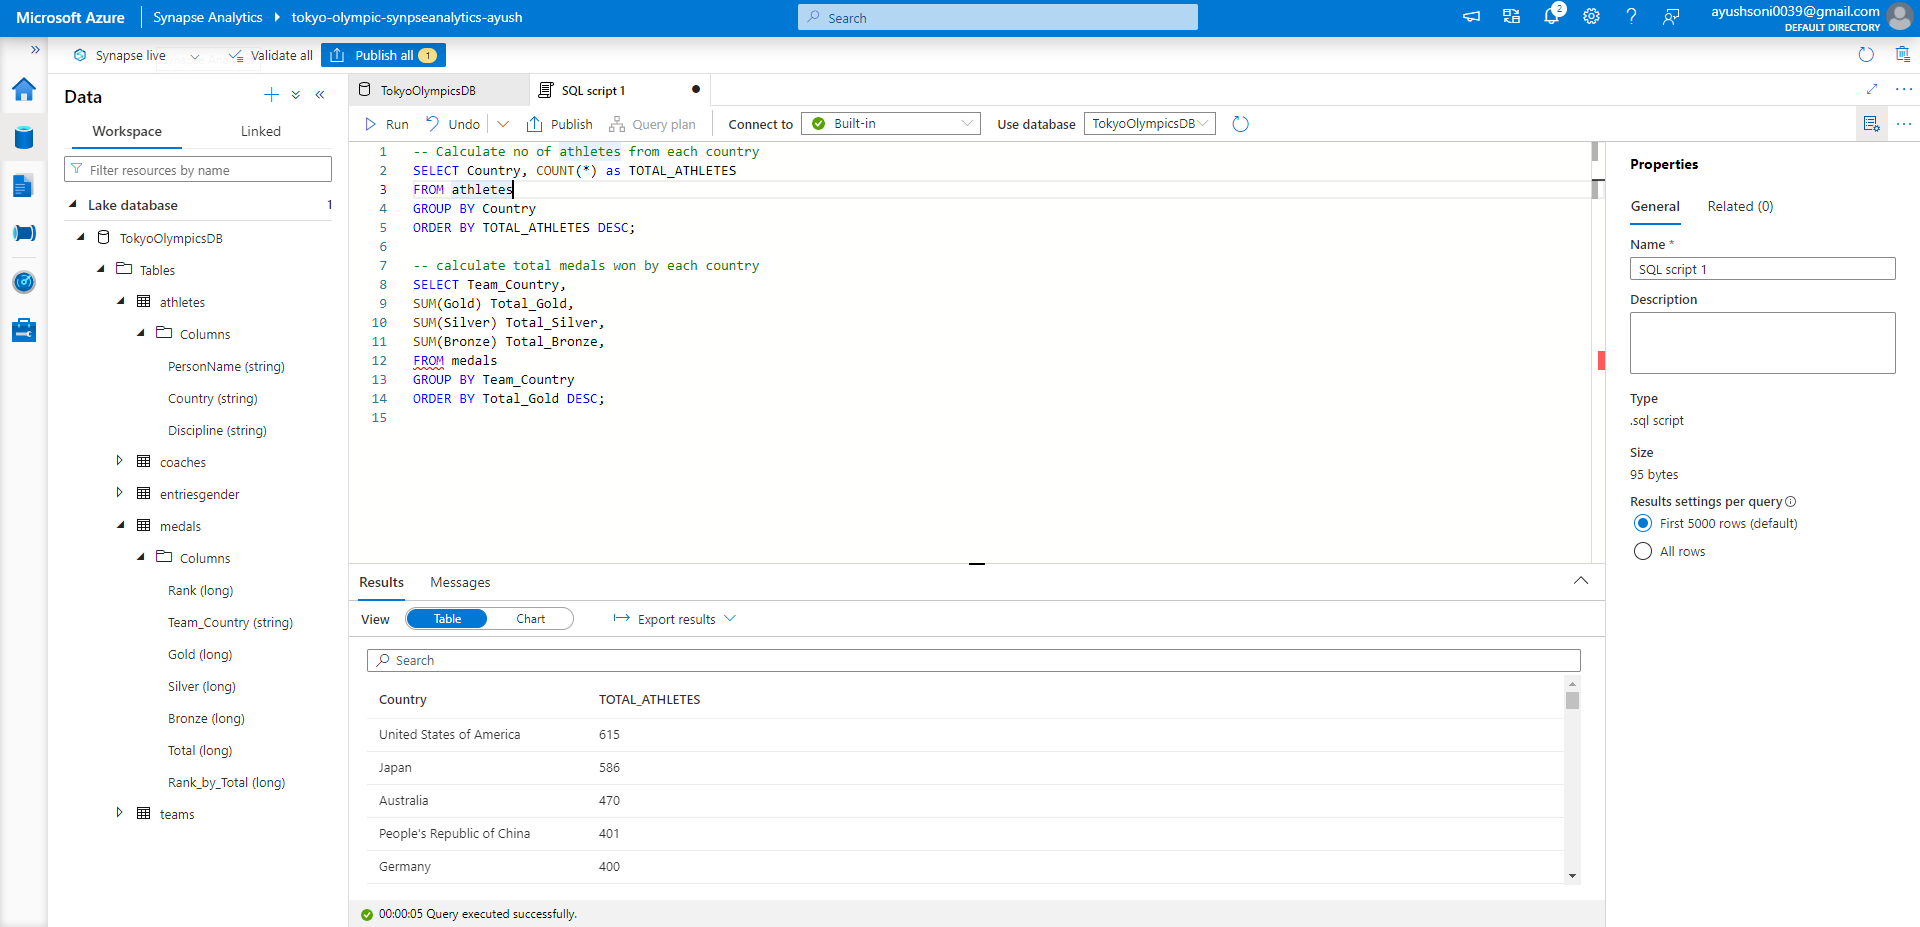 Microsoft Azure
Synapse Analytics
tokyo-olympic-synpseanalytics-ayush
Search
2
ayushsoni0039@gmail.com
DEFAULT DIRECTORY
Synapse live
Validate all
Publish all 1
Data
Workspace
Linked
Filter resources by name
Lake database 1
TokyoOlympicsDB
Tables
athletes
Columns
PersonName (string)
Country (string)
Discipline (string)
coaches
entriesgender
medals
Columns
Rank (long)
Team_Country (string)
Gold (long)
Silver (long)
Bronze (long)
Total (long)
Rank_by_Total (long)
teams
TokyoOlympicsDB
SQL script 1
Run
Undo
Publish
Query plan
Connect to
Built-in
Use database
TokyoOlympicsDB
1 -- Calculate no of athletes from each country
2 SELECT Country, COUNT(*) as TOTAL_ATHLETES
3 FROM athletes
4 GROUP BY Country
5 ORDER BY TOTAL_ATHLETES DESC;
6
7 -- calculate total medals won by each country
8 SELECT Team_Country,
9 SUM(Gold) Total_Gold,
10 SUM(Silver) Total_Silver,
11 SUM(Bronze) Total_Bronze,
12 FROM medals
13 GROUP BY Team_Country
14 ORDER BY Total_Gold DESC;
15
Results
Messages
View
Table
Chart
Export results
Search
Country TOTAL_ATHLETES
United States of America 615
Japan 586
Australia 470
People's Republic of China 401
Germany 400
00:00:05 Query executed successfully.
Properties
General
Related (0)
Name *
SQL script 1
Description
Type
.sql script
Size
95 bytes
Results settings per query
First 5000 rows (default)
All rows